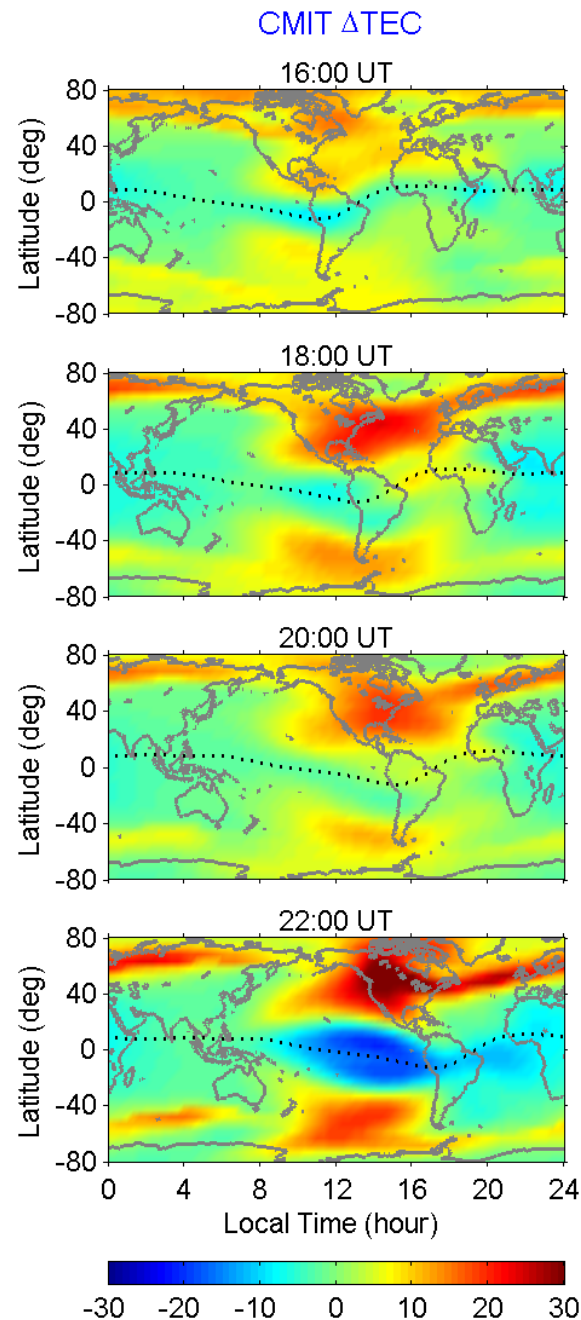 CMIT ΔTEC
16:00 UT
80
40
0
-40
-80
Latitude (deg)
18:00 UT
80
40
0
-40
-80
Latitude (deg)
20:00 UT
80
40
0
-40
-80
Latitude (deg)
22:00 UT
80
40
0
-40
-80
Latitude (deg)
0 4 8 12 16 20 24
Local Time (hour)
-30 -20 -10 0 10 20 30